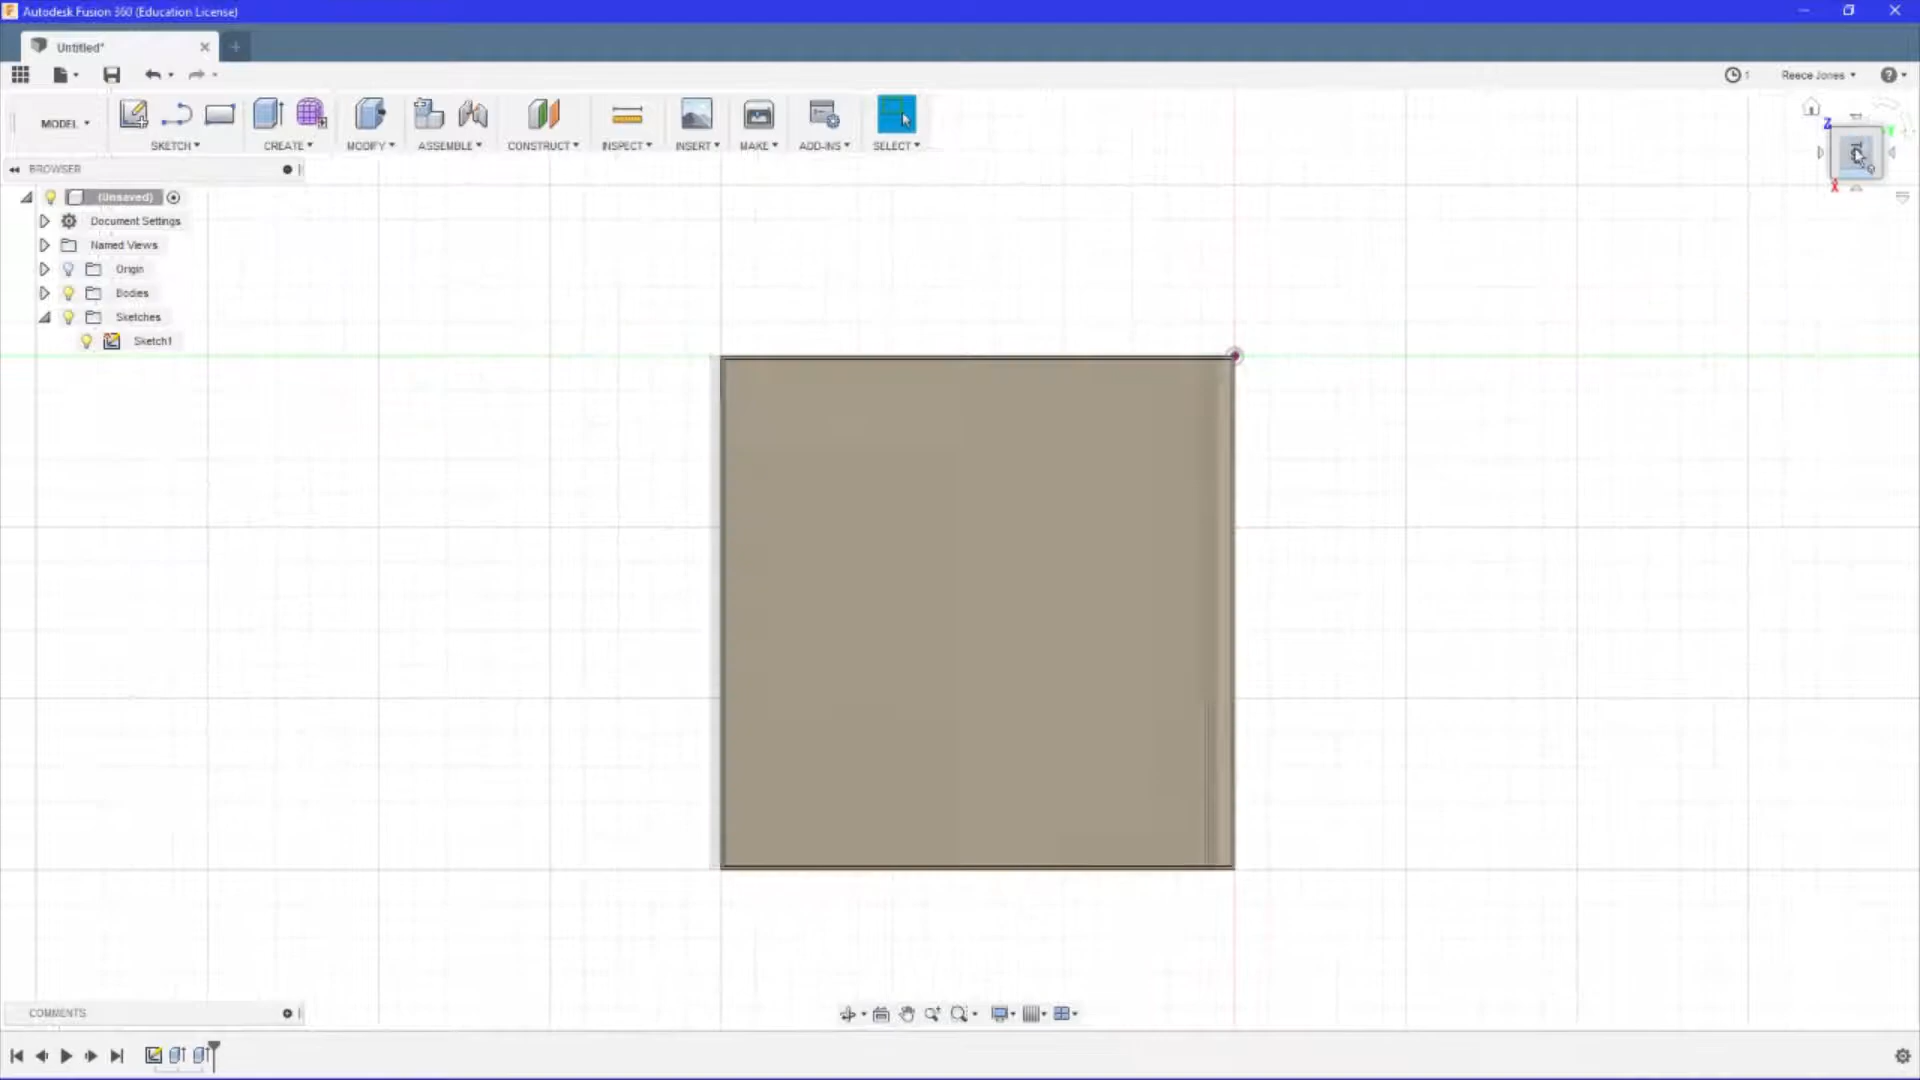 Autodesk Fusion 360 (Education License)
Untitled*
1
Reece Jones
MODEL
SKETCH
CREATE
MODIFY
ASSEMBLE
CONSTRUCT
INSPECT
INSERT
MAKE
ADD-INS
SELECT
BROWSER
(Unsaved)
Document Settings
Named Views
Origin
Bodies
Sketches
Sketch1
Z
Y
X
COMMENTS